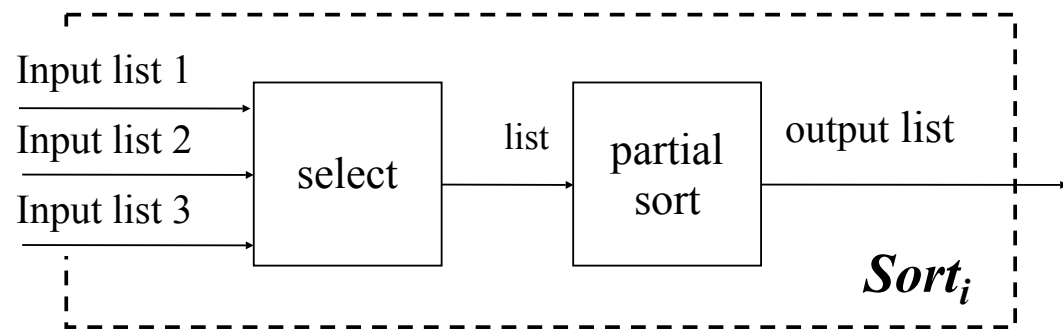 Input list 1
Input list 2
Input list 3
select
list
partial
sort
output list
Sort_i